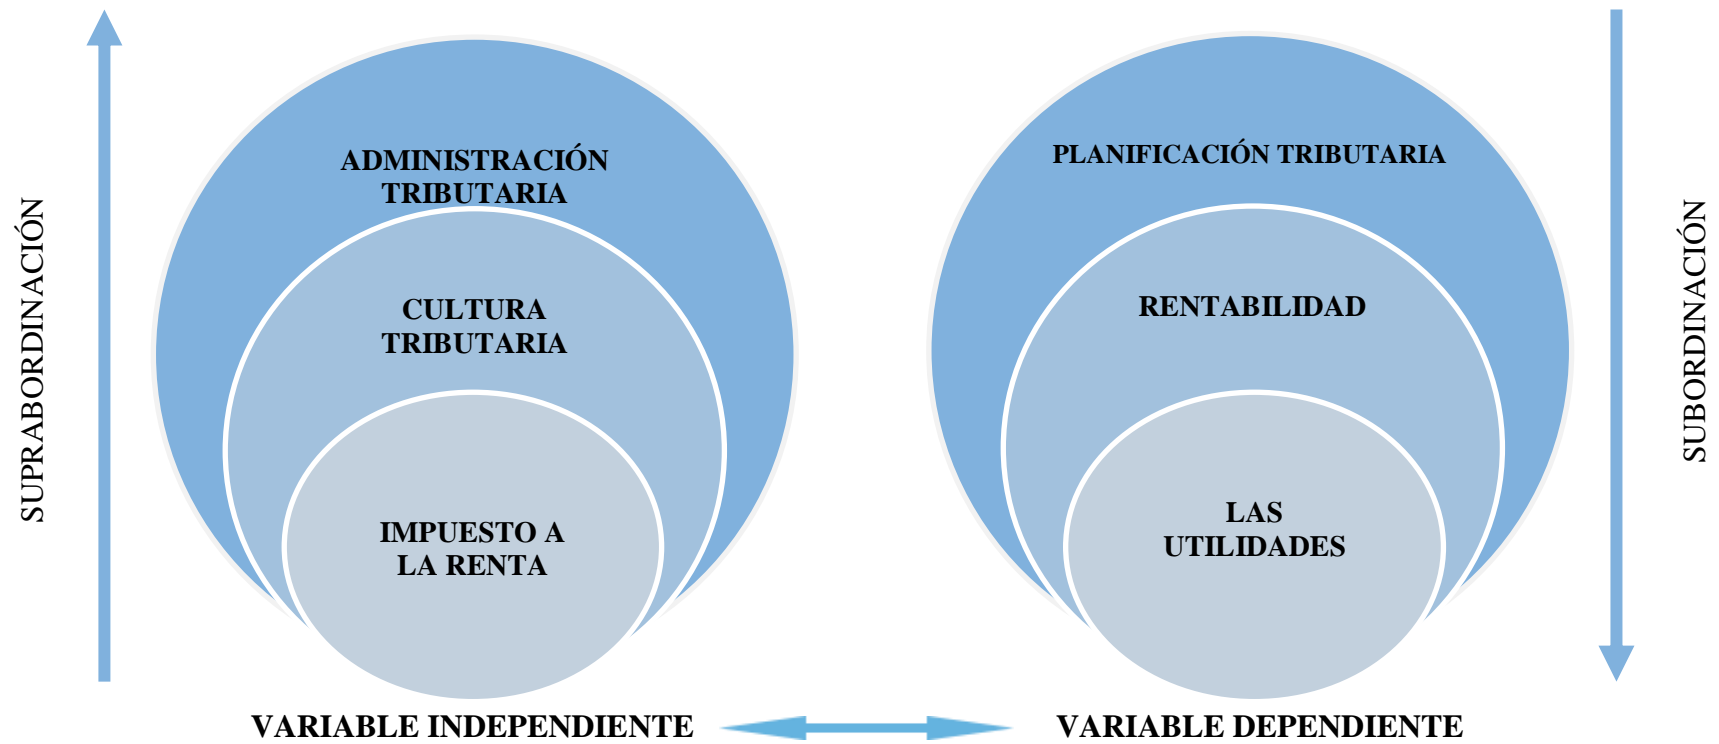 SUPRABORDINACIÓN
ADMINISTRACIÓN
TRIBUTARIA
CULTURA
TRIBUTARIA
IMPUESTO A
LA RENTA
VARIABLE INDEPENDIENTE
PLANIFICACIÓN TRIBUTARIA
RENTABILIDAD
LAS
UTILIDADES
VARIABLE DEPENDIENTE
SUBORDINACIÓN